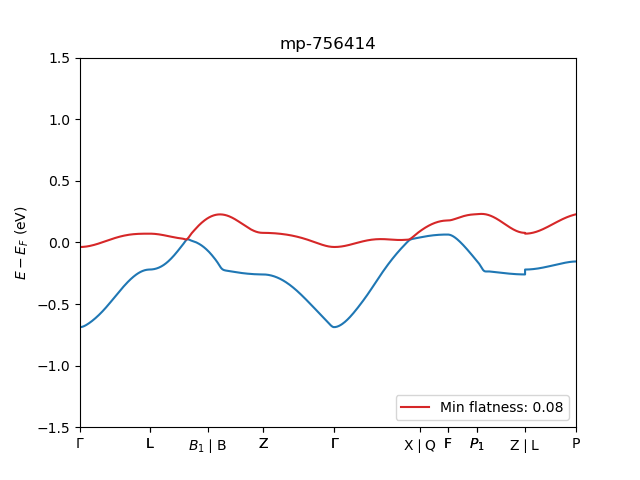 mp-756414
1.5
1.0
0.5
0.0
−0.5
−1.0
−1.5
E − E_F (eV)
Min flatness: 0.08
Γ L B₁ | B Z Γ X | Q F P₁ Z | L P